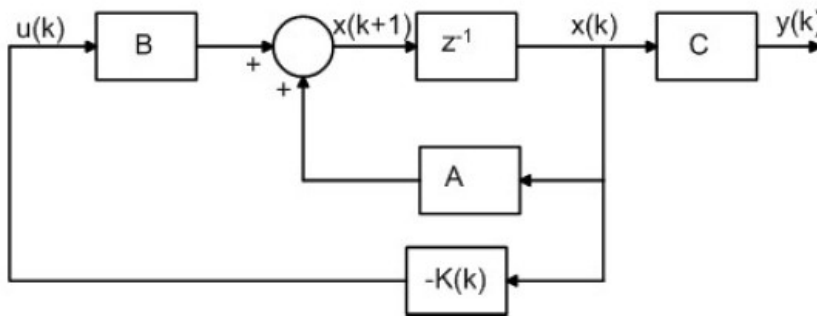 u(k)
B
x(k+1)
z⁻¹
x(k)
C
y(k)
+
+
A
-K(k)